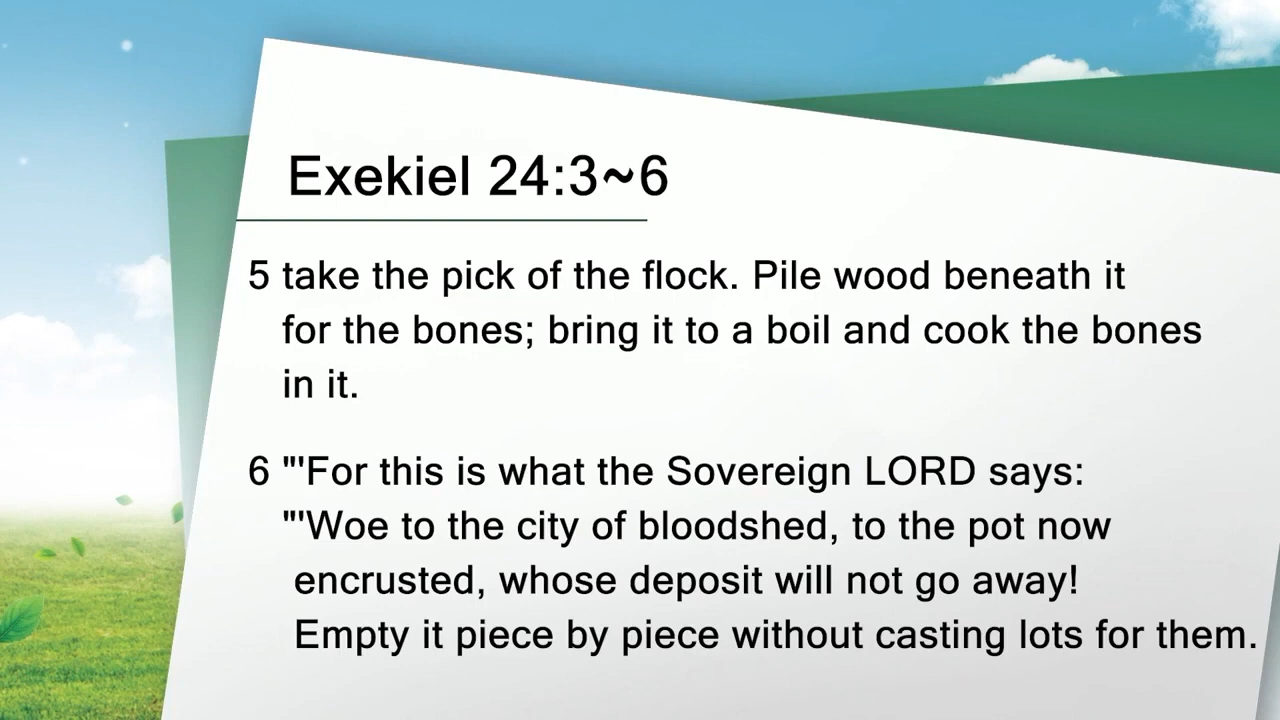 Exekiel 24:3~6
5 take the pick of the flock. Pile wood beneath it
for the bones; bring it to a boil and cook the bones
in it.
6 "'For this is what the Sovereign LORD says:
"'Woe to the city of bloodshed, to the pot now
encrusted, whose deposit will not go away!
Empty it piece by piece without casting lots for them.